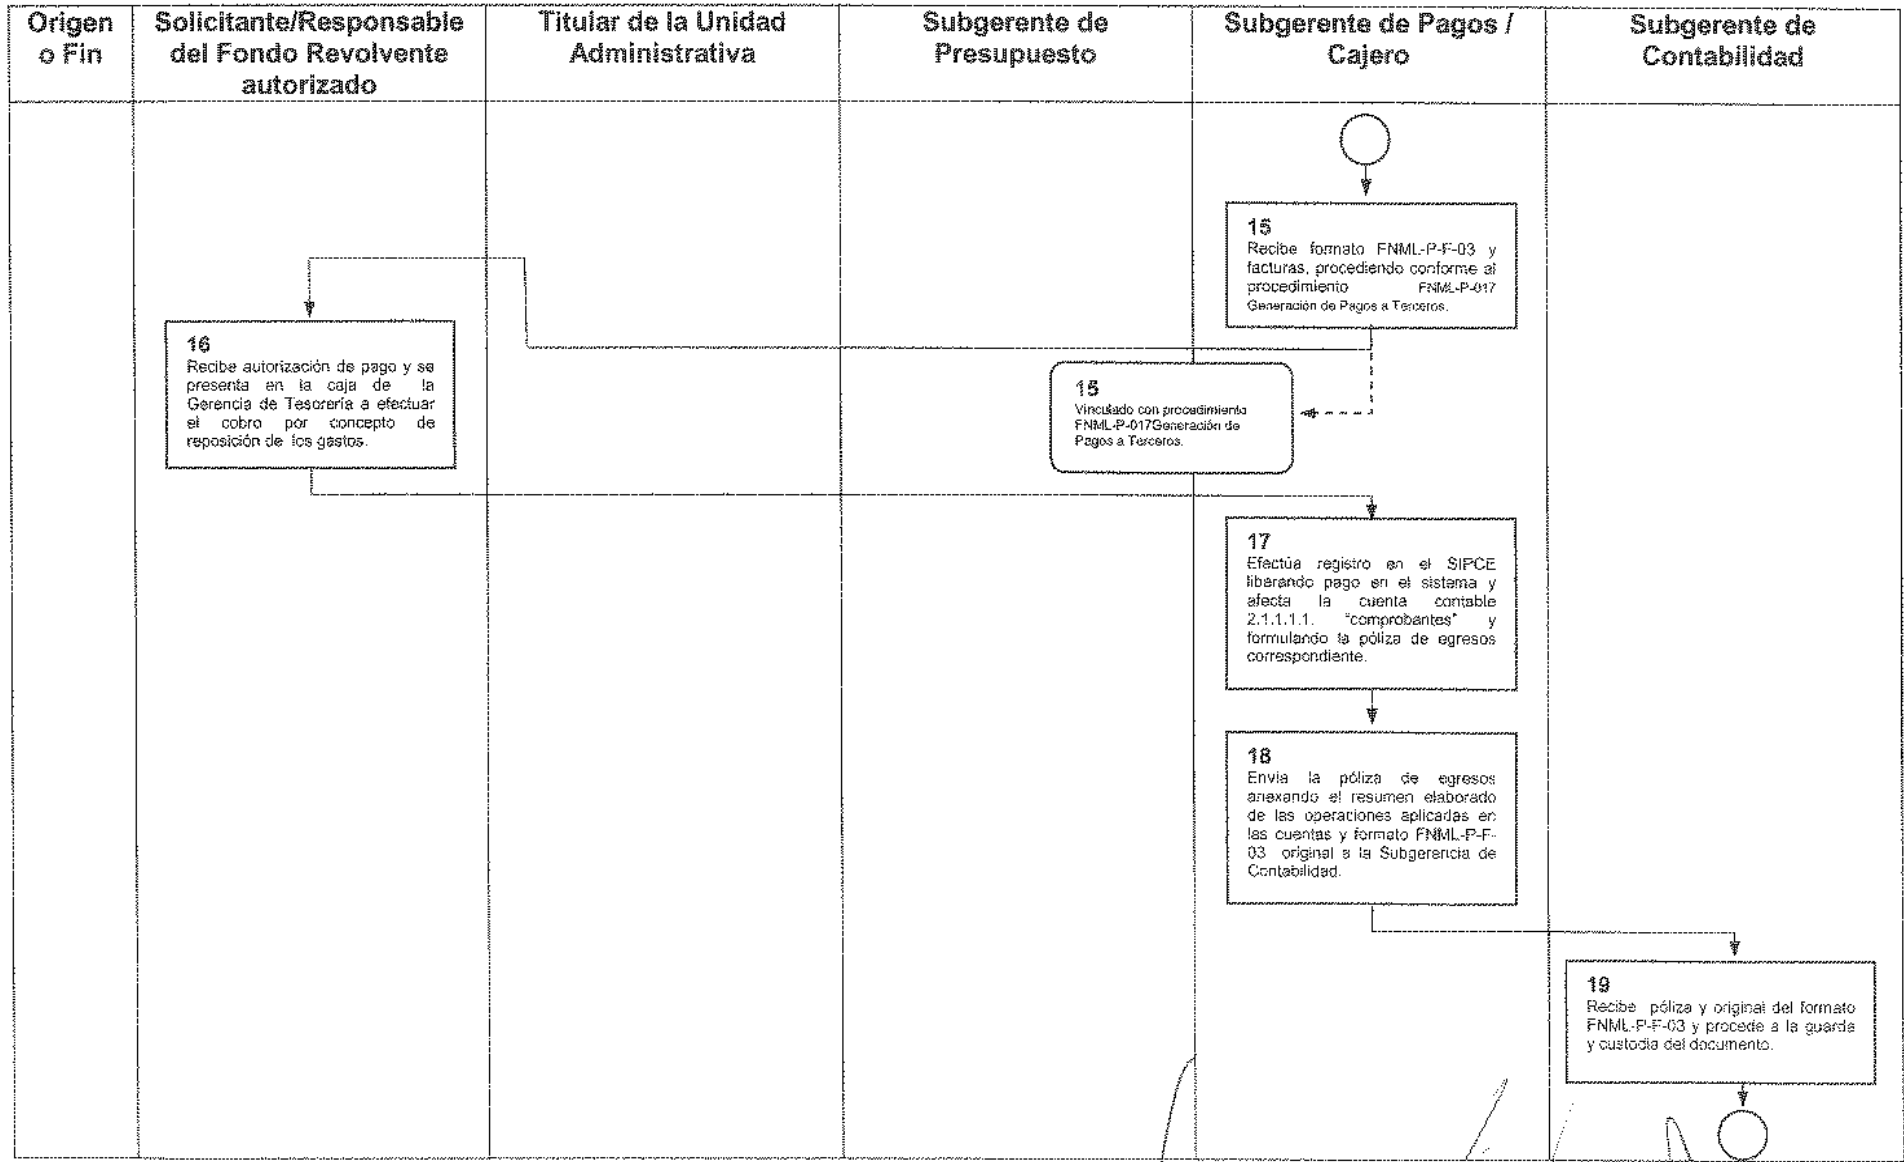 Origen
o Fin
Solicitante/Responsable
del Fondo Revolvente
autorizado
Titular de la Unidad
Administrativa
Subgerente de
Presupuesto
Subgerente de Pagos /
Cajero
Subgerente de
Contabilidad
15
Recibe formato FNML-P-F-03 y
facturas, procediendo conforme al
procedimiento FNML-P-017
Generación de Pagos a Terceros.
16
Recibe autorización de pago y se
presenta en la caja de la
Gerencia de Tesorería a efectuar
el cobro por concepto de
reposición de los gastos.
15
Vinculado con procedimiento
FNML-P-017Generación de
Pagos a Terceros.
17
Efectúa registro en el SIPCE
liberando pago en el sistema y
afecta la cuenta contable
2.1.1.1.1. "comprobantes" y
formulando la póliza de egresos
correspondiente.
18
Envía la póliza de egresos
anexando el resumen elaborado
de las operaciones aplicadas en
las cuentas y formato FNML-P-F-
03 original a la Subgerencia de
Contabilidad.
19
Recibe póliza y original del formato
FNML-P-F-03 y procede a la guarda
y custodia del documento.